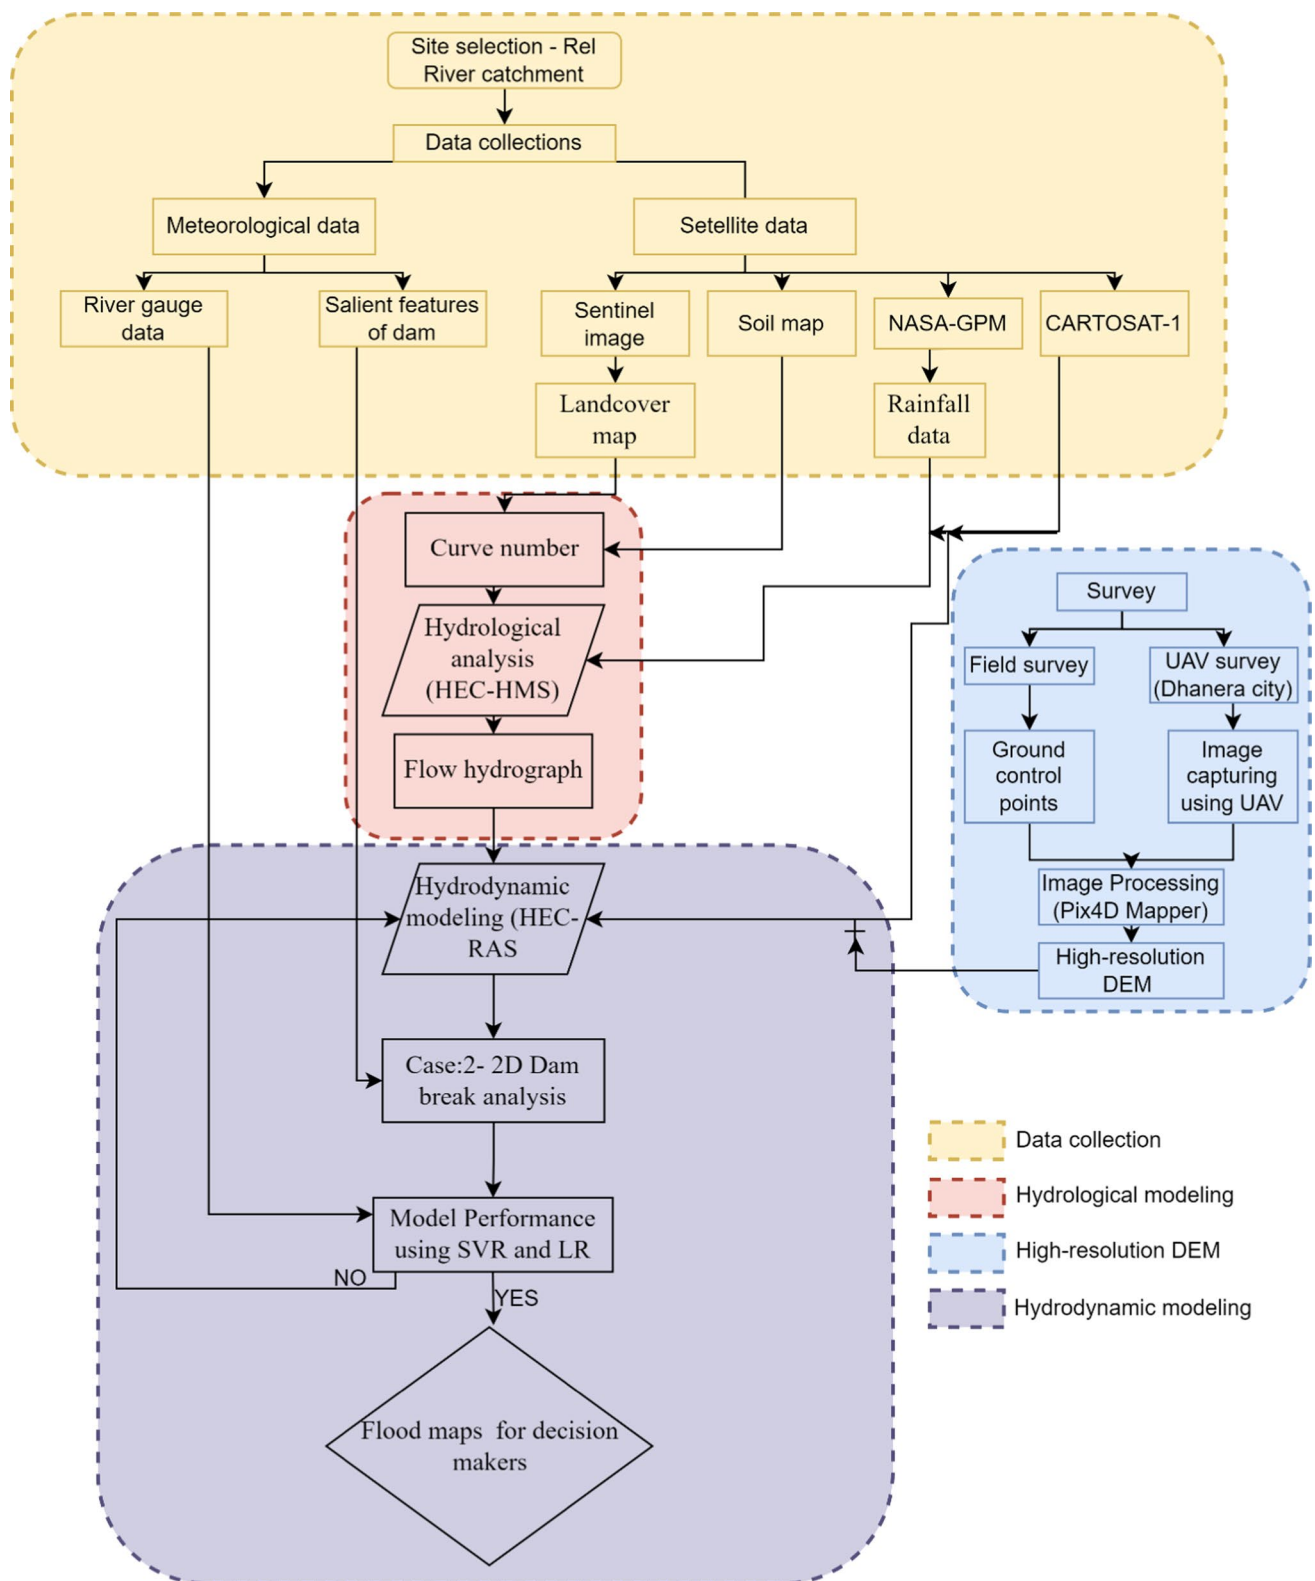 Site selection - Rel
River catchment
Data collections
Meteorological data
Setellite data
River gauge
data
Salient features
of dam
Sentinel
image
Soil map
NASA-GPM
CARTOSAT-1
Landcover
map
Rainfall
data
Curve number
Hydrological
analysis
(HEC-HMS)
Flow hydrograph
Survey
Field survey
UAV survey
(Dhanera city)
Ground
control
points
Image
capturing
using UAV
Image Processing
(Pix4D Mapper)
High-resolution
DEM
Hydrodynamic
modeling (HEC-
RAS
Case:2- 2D Dam
break analysis
Model Performance
using SVR and LR
NO
YES
Flood maps for decision
makers
Data collection
Hydrological modeling
High-resolution DEM
Hydrodynamic modeling